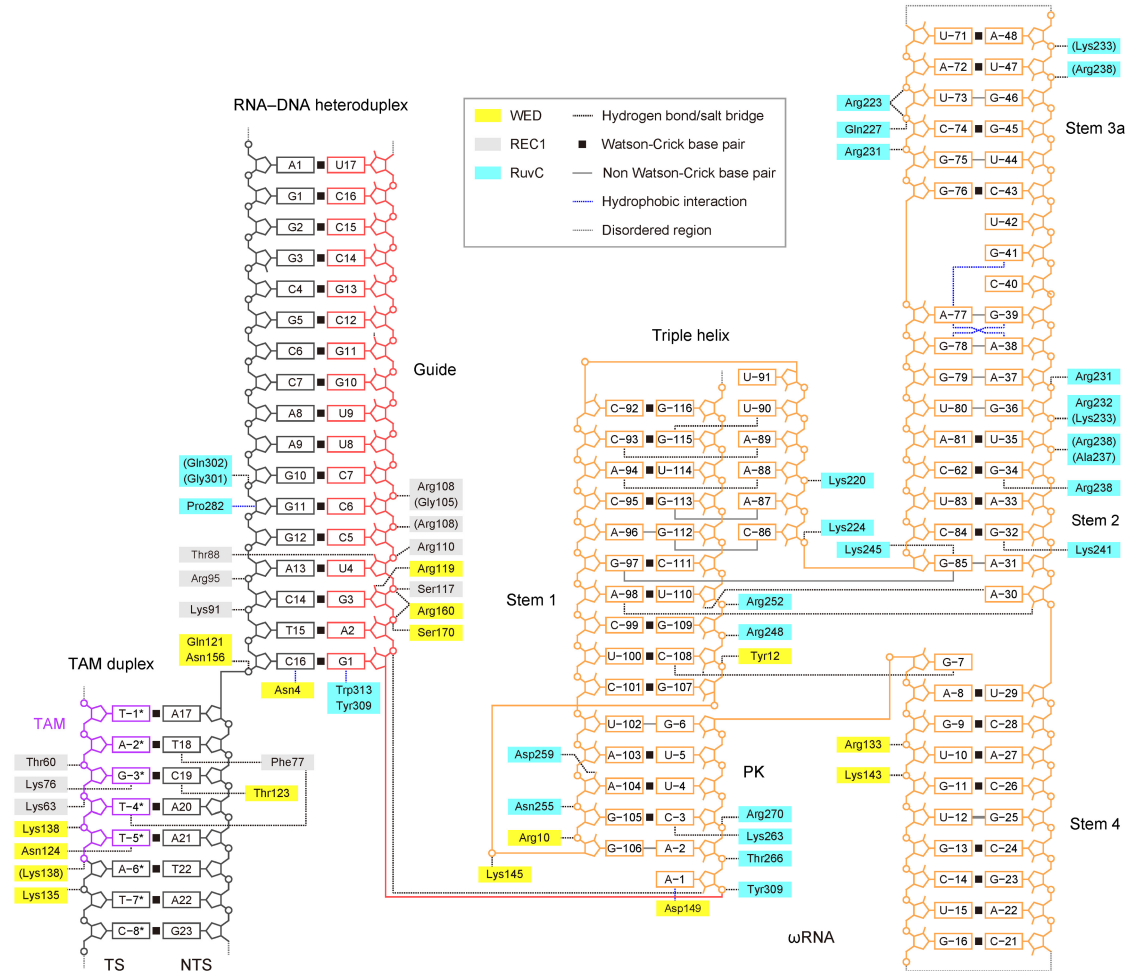 RNA–DNA heteroduplex
A1 U17
G1 C16
G2 C15
G3 C14
C4 G13
G5 C12
C6 G11
C7 G10
A8 U9
A9 U8
G10 C7
G11 C6
G12 C5
A13 U4
C14 G3
T15 A2
C16 G1
Guide
(Gln302)
(Gly301)
Pro282
Thr88
Arg95
Lys91
Gln121
Asn156
Arg108
(Gly105)
(Arg108)
Arg110
Arg119
Ser117
Arg160
Ser170
Asn4
Trp313
Tyr309
TAM duplex
TAM
T−1* A17
A−2* T18
G−3* C19
T−4* A20
T−5* A21
A−6* T22
T−7* A22
C−8* G23
TS NTS
Thr60
Lys76
Lys63
Lys138
Asn124
(Lys138)
Lys135
Phe77
Thr123
WED
REC1
RuvC
Hydrogen bond/salt bridge
Watson-Crick base pair
Non Watson-Crick base pair
Hydrophobic interaction
Disordered region
Triple helix
U−91
C−92 G−116 U−90
C−93 G−115 A−89
A−94 U−114 A−88
C−95 G−113 A−87
A−96 G−112 C−86
G−97 C−111
A−98 U−110
C−99 G−109
U−100 C−108
C−101 G−107
Stem 1
U−102 G−6
A−103 U−5
A−104 U−4
G−105 C−3
G−106 A−2
A−1
PK
Lys220
Lys224
Lys245
Arg252
Arg248
Tyr12
Asp259
Asn255
Arg10
Lys145
Arg270
Lys263
Thr266
Tyr309
Asp149
ωRNA
U−71 A−48
A−72 U−47
U−73 G−46
C−74 G−45
G−75 U−44
G−76 C−43
U−42
G−41
C−40
A−77 G−39
G−78 A−38
G−79 A−37
U−80 G−36
A−81 U−35
C−62 G−34
U−83 A−33
C−84 G−32
G−85 A−31
A−30
Stem 3a
Stem 2
(Lys233)
(Arg238)
Arg223
Gln227
Arg231
Arg231
Arg232
(Lys233)
(Arg238)
(Ala237)
Arg238
Lys241
G−7
A−8 U−29
G−9 C−28
U−10 A−27
G−11 C−26
U−12 G−25
G−13 C−24
C−14 G−23
U−15 A−22
G−16 C−21
Arg133
Lys143
Stem 4